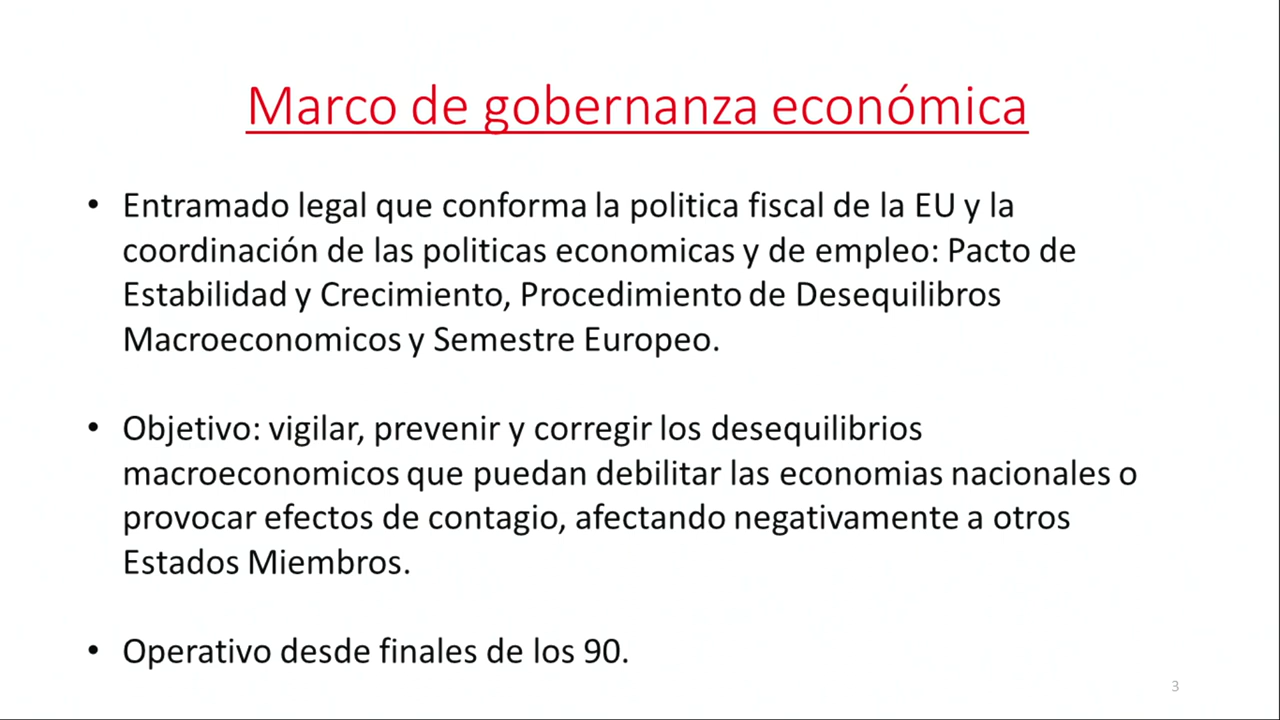 Marco de gobernanza económica
• Entramado legal que conforma la politica fiscal de la EU y la
coordinación de las politicas economicas y de empleo: Pacto de
Estabilidad y Crecimiento, Procedimiento de Desequilibros
Macroeconomicos y Semestre Europeo.
• Objetivo: vigilar, prevenir y corregir los desequilibrios
macroeconomicos que puedan debilitar las economias nacionales o
provocar efectos de contagio, afectando negativamente a otros
Estados Miembros.
• Operativo desde finales de los 90.
3